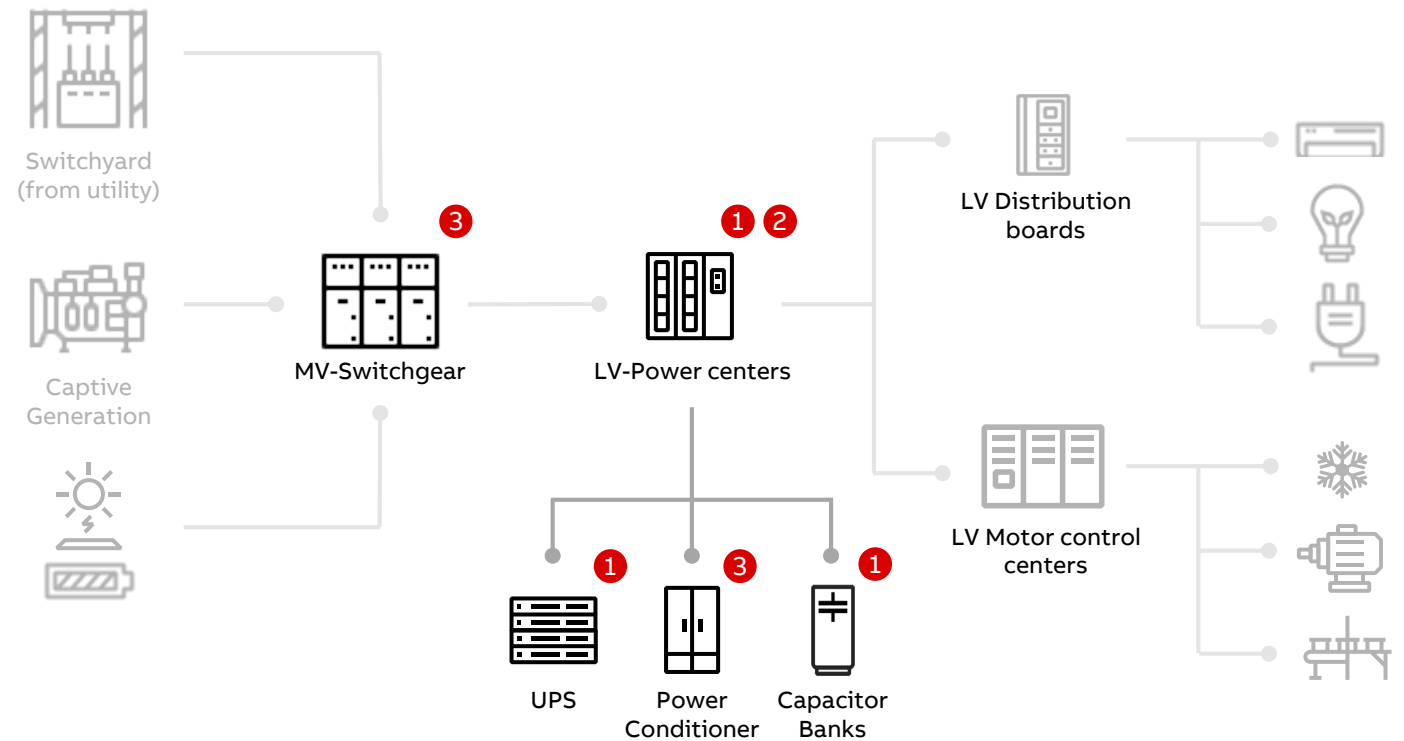 Switchyard
(from utility)
3
1 2
LV Distribution
boards
MV-Switchgear
LV-Power centers
Captive
Generation
LV Motor control
centers
1
3
1
UPS
Power
Conditioner
Capacitor
Banks